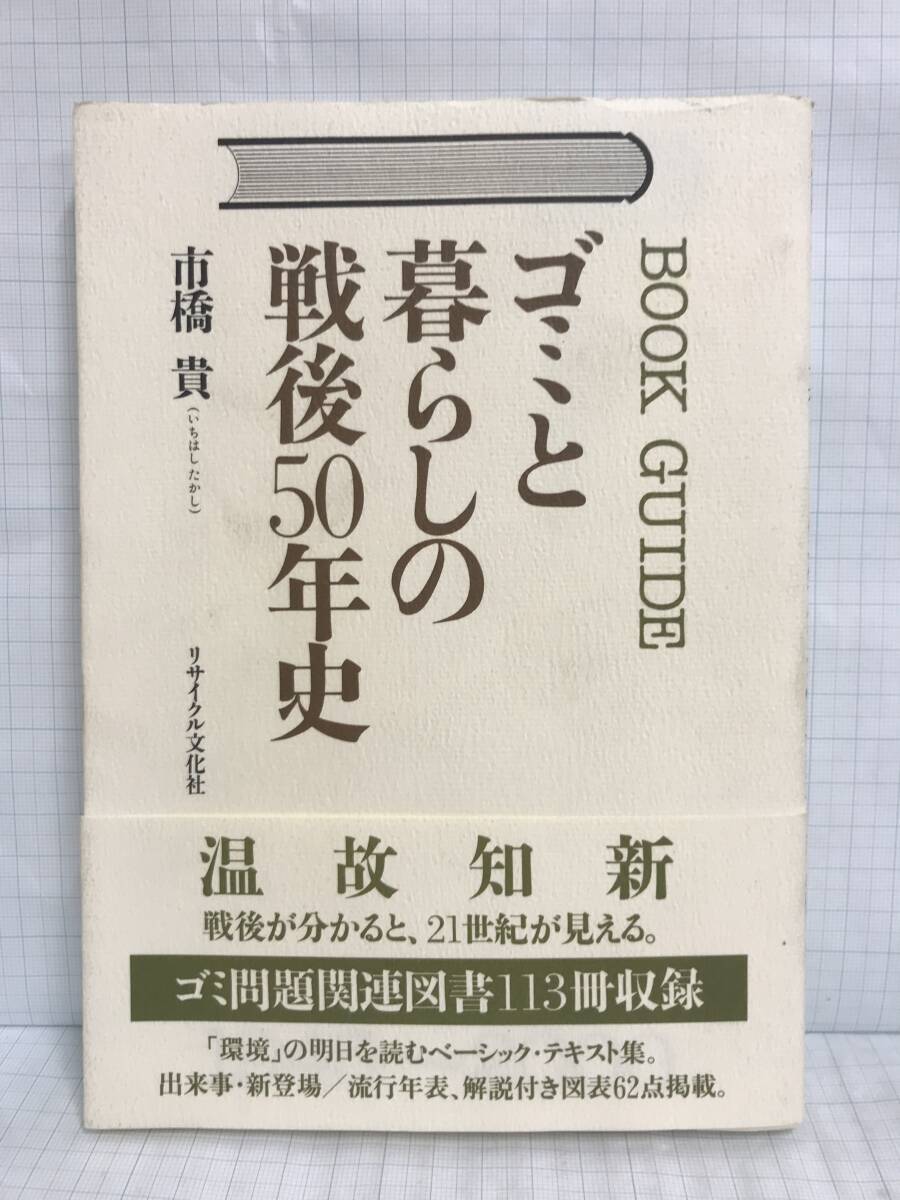 BOOK GUIDE
ゴミと
暮らしの
戦後50年史
市橋 貴
(いちはし たかし)
リサイクル文化社
温故知新
戦後が分かると、21世紀が見える。
ゴミ問題関連図書113冊収録
「環境」の明日を読むベーシック・テキスト集。
出来事・新登場／流行年表、解説付き図表62点掲載。